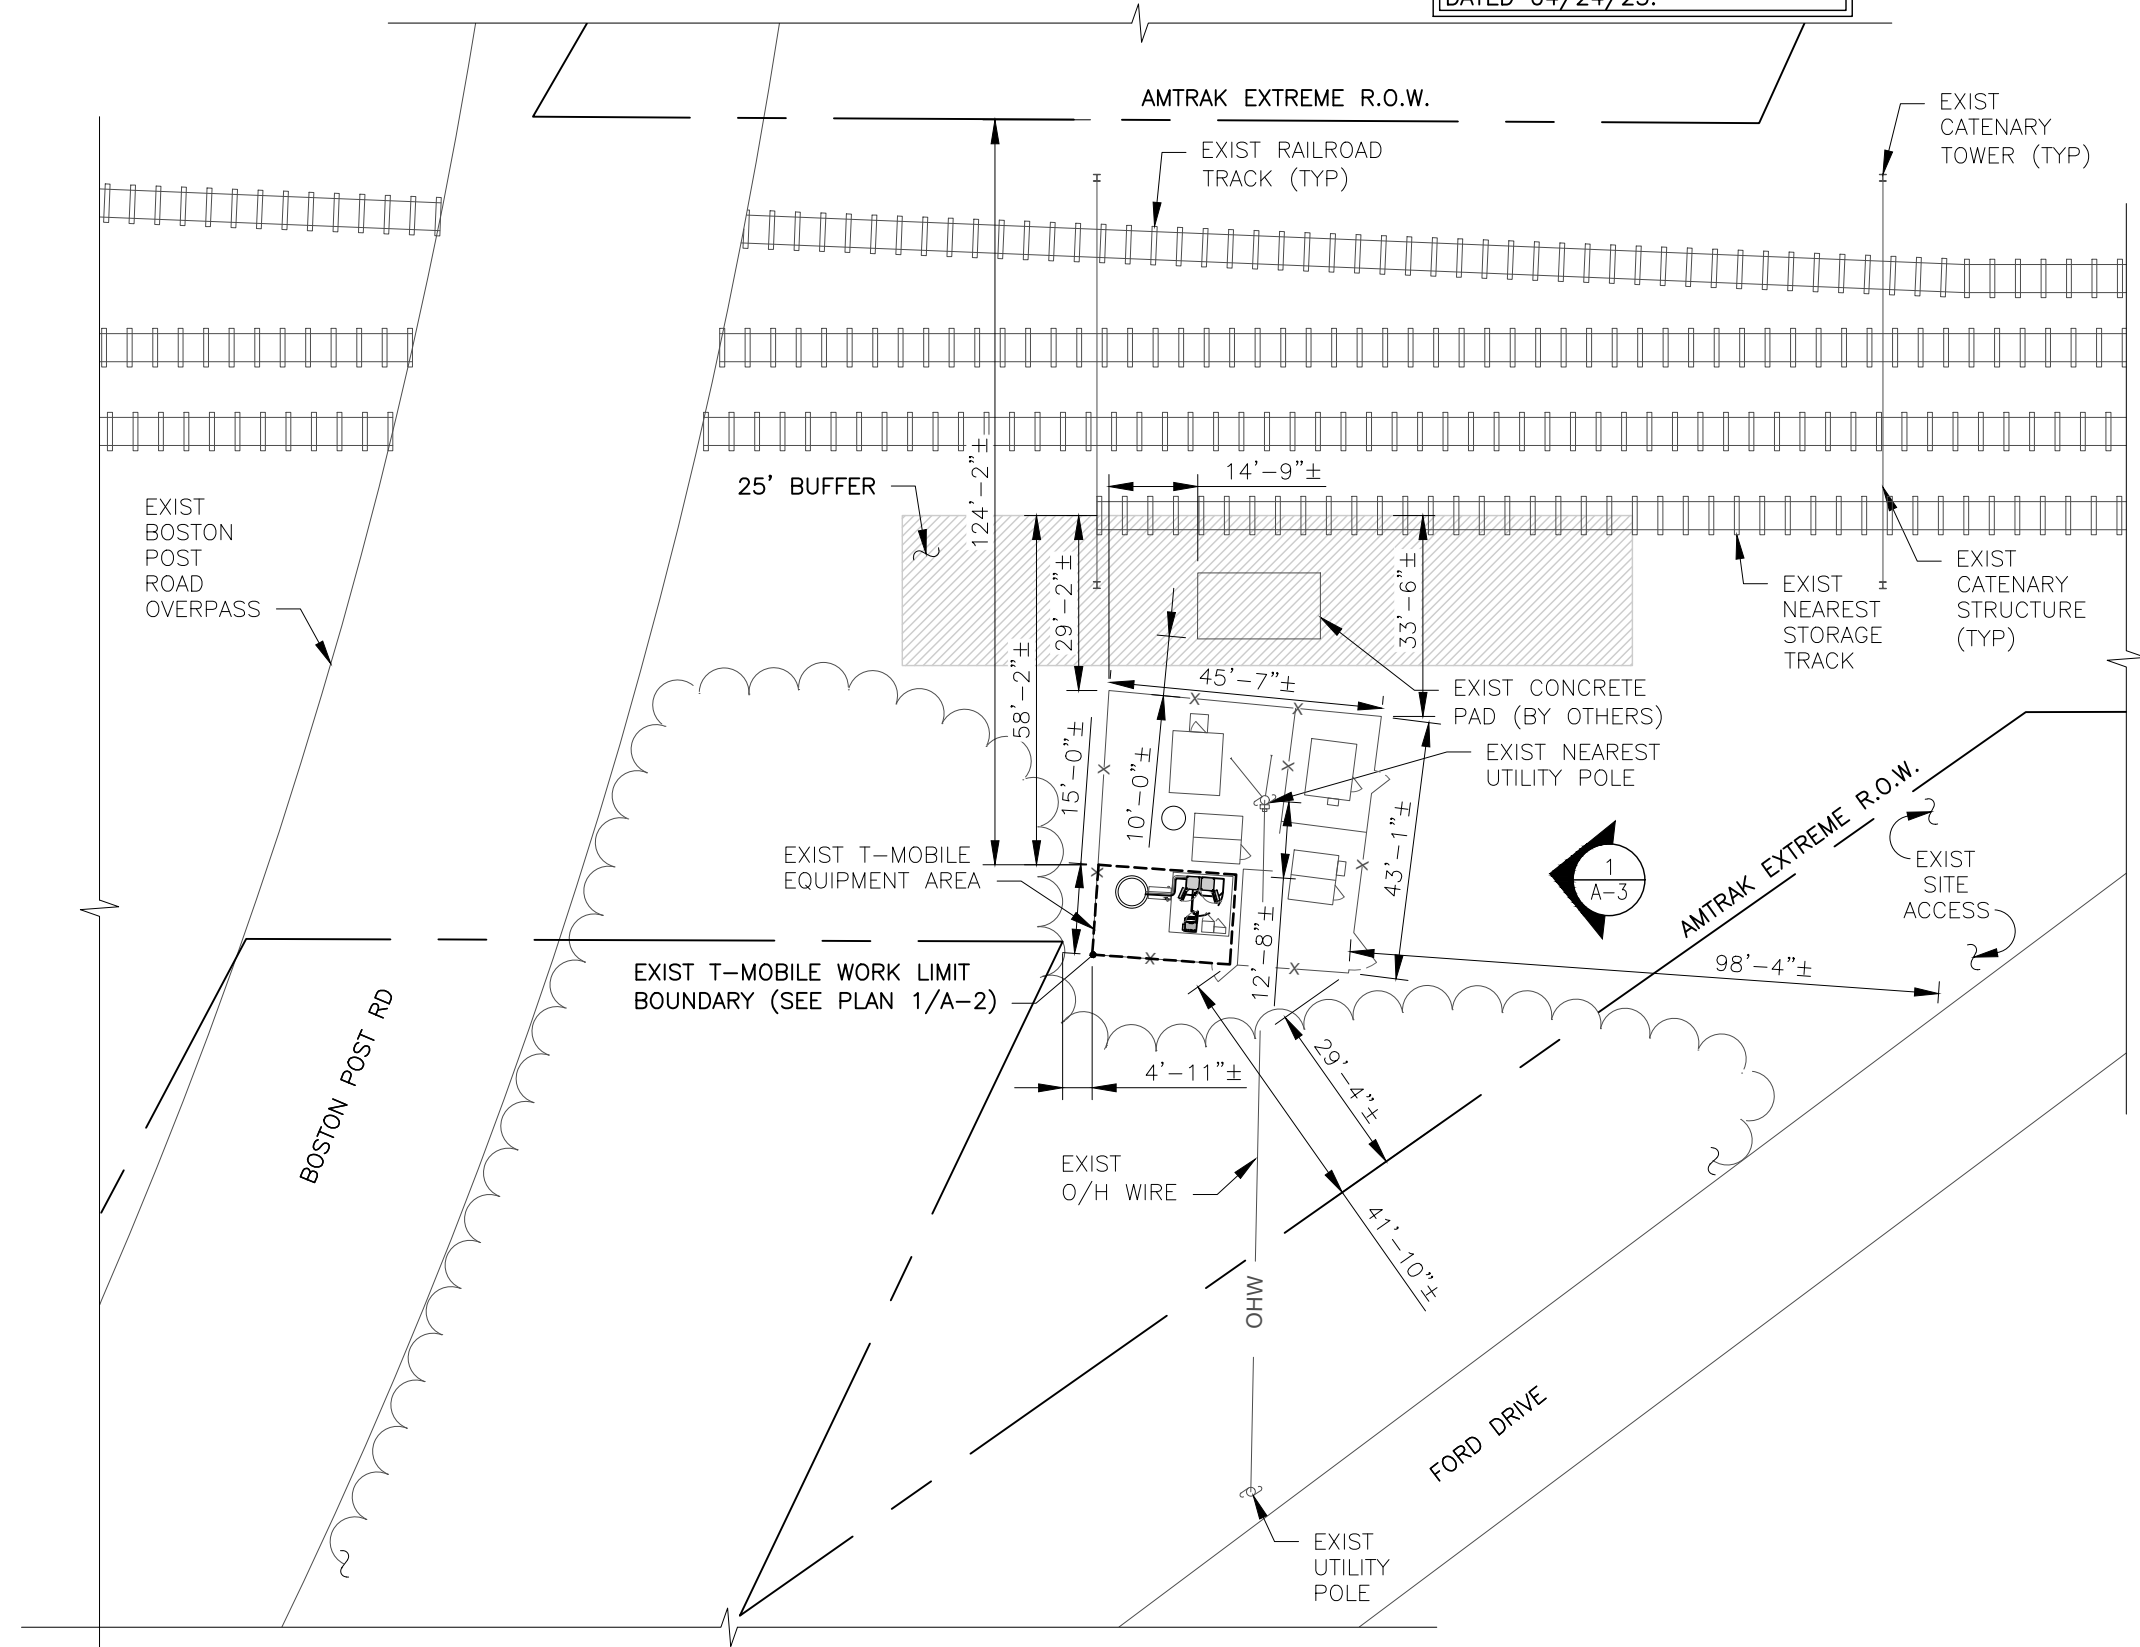 DATED 04/24/25.
AMTRAK EXTREME R.O.W.
EXIST
CATENARY
TOWER (TYP)
EXIST RAILROAD
TRACK (TYP)
124'-2"±
14'-9"±
25' BUFFER
EXIST
BOSTON
POST
ROAD
OVERPASS
58'-2"±
29'-2"±
33'-6"±
EXIST
NEAREST
STORAGE
TRACK
EXIST
CATENARY
STRUCTURE
(TYP)
45'-7"±
EXIST CONCRETE
PAD (BY OTHERS)
EXIST NEAREST
UTILITY POLE
15'-0"±
10'-0"±
43'-1"±
12'-8"±
EXIST T-MOBILE
EQUIPMENT AREA
1
A-3
AMTRAK EXTREME R.O.W.
EXIST
SITE
ACCESS
98'-4"±
EXIST T-MOBILE WORK LIMIT
BOUNDARY (SEE PLAN 1/A-2)
BOSTON POST RD
4'-11"±
29'-4"±
41'-10"±
EXIST
O/H WIRE
OHW
FORD DRIVE
EXIST
UTILITY
POLE